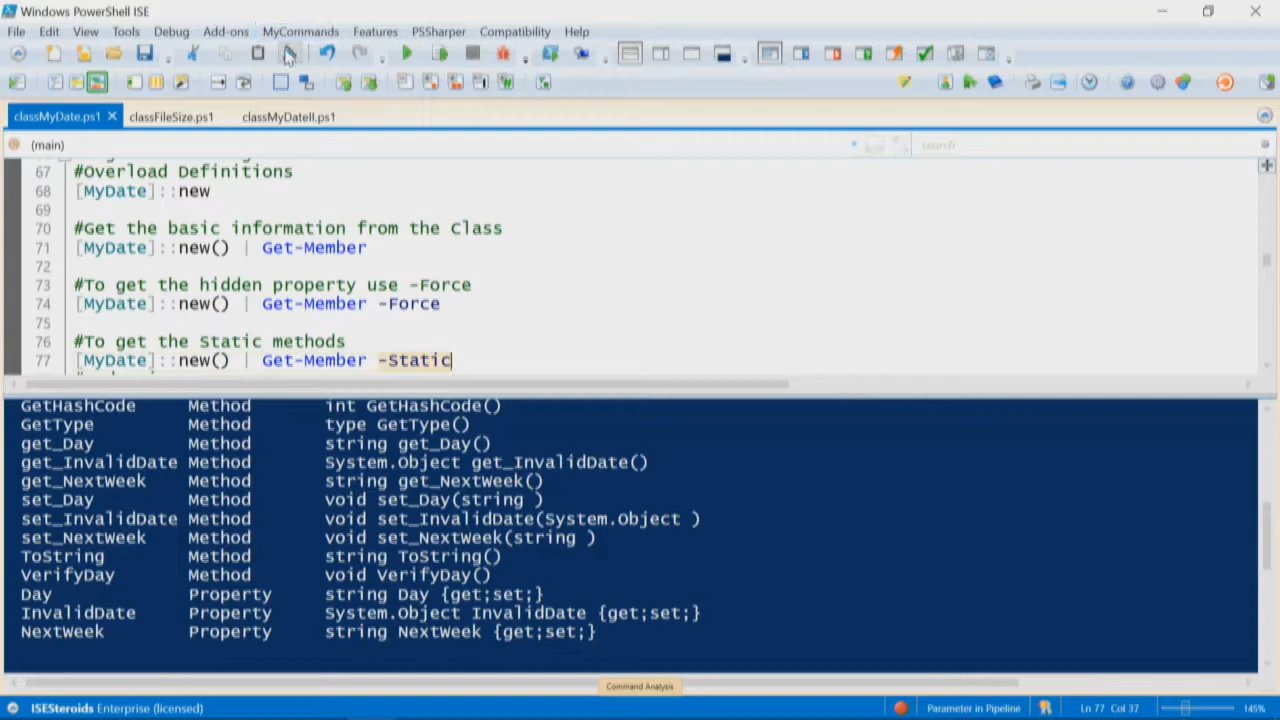 Windows PowerShell ISE
File Edit View Tools Debug Add-ons MyCommands Features PSSharper Compatibility Help
classMyDate.ps1 classFileSize.ps1 classMyDateII.ps1
(main) search
67 #Overload Definitions
68 [MyDate]::new
69
70 #Get the basic information from the Class
71 [MyDate]::new() | Get-Member
72
73 #To get the hidden property use -Force
74 [MyDate]::new() | Get-Member -Force
75
76 #To get the Static methods
77 [MyDate]::new() | Get-Member -Static
GetHashCode Method int GetHashCode()
GetType Method type GetType()
get_Day Method string get_Day()
get_InvalidDate Method System.Object get_InvalidDate()
get_NextWeek Method string get_NextWeek()
set_Day Method void set_Day(string )
set_InvalidDate Method void set_InvalidDate(System.Object )
set_NextWeek Method void set_NextWeek(string )
ToString Method string ToString()
VerifyDay Method void VerifyDay()
Day Property string Day {get;set;}
InvalidDate Property System.Object InvalidDate {get;set;}
NextWeek Property string NextWeek {get;set;}
Command Analysis
ISESteroids Enterprise (licensed) Parameter in Pipeline Ln 77 Col 37 145%